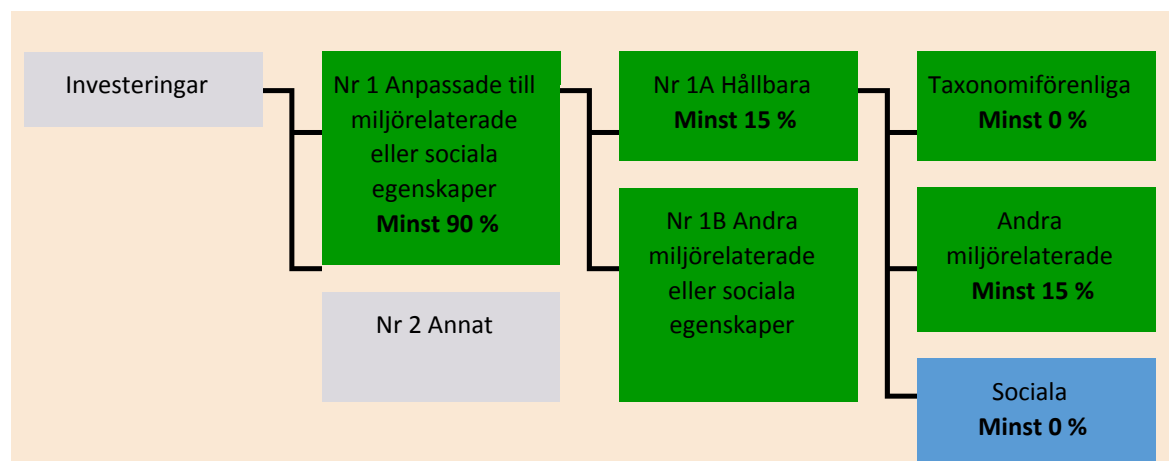 Investeringar
Nr 1 Anpassade till
miljörelaterade
eller sociala
egenskaper
Minst 90 %
Nr 2 Annat
Nr 1A Hållbara
Minst 15 %
Nr 1B Andra
miljörelaterade
eller sociala
egenskaper
Taxonomiförenliga
Minst 0 %
Andra
miljörelaterade
Minst 15 %
Sociala
Minst 0 %